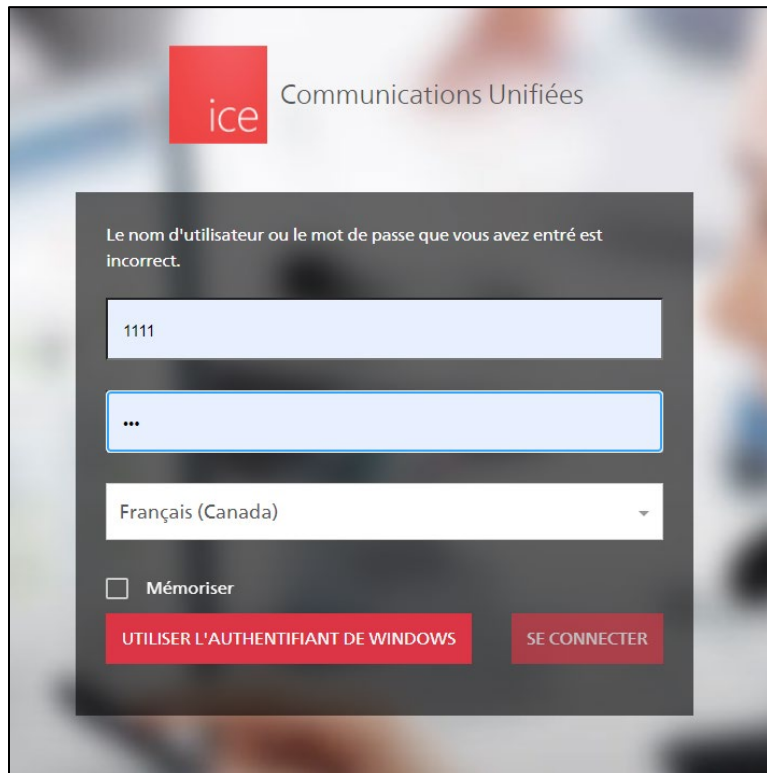 ice
Communications Unifiées
Le nom d'utilisateur ou le mot de passe que vous avez entré est
incorrect.
1111
•••
Français (Canada)
Mémoriser
UTILISER L'AUTHENTIFIANT DE WINDOWS
SE CONNECTER